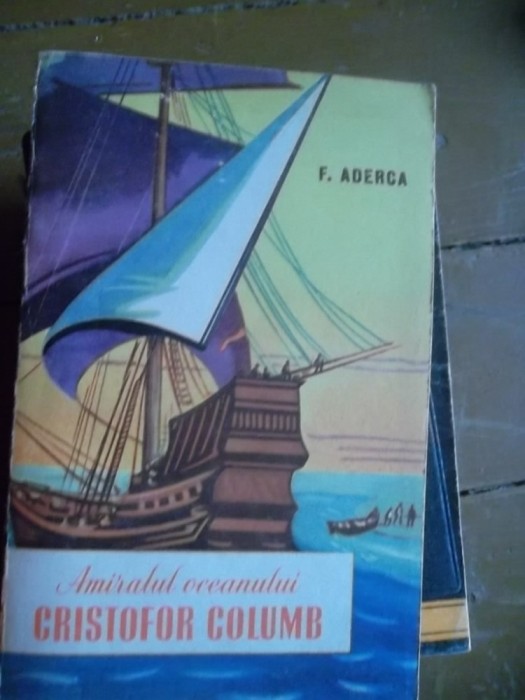 F. ADERCA
Amiralul oceanului
CRISTOFOR COLUMB